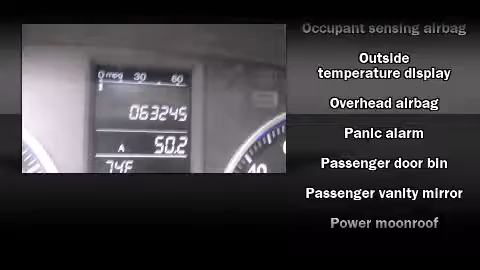 0 mpg 30 60
063245
A 50.2
74F
40
Occupant sensing airbag
Outside
temperature display
Overhead airbag
Panic alarm
Passenger door bin
Passenger vanity mirror
Power moonroof